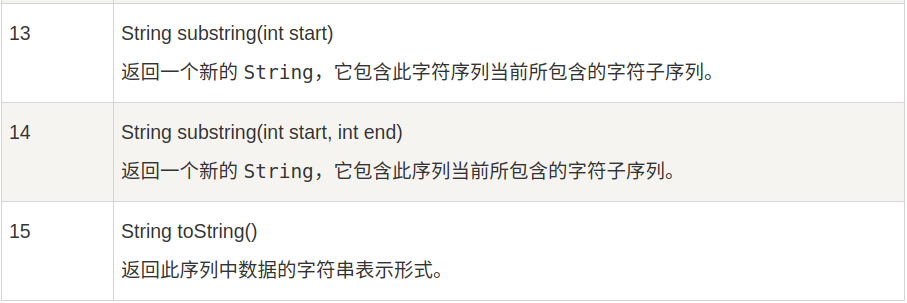 13
String substring(int start)
返回一个新的 String，它包含此字符序列当前所包含的字符子序列。
14
String substring(int start, int end)
返回一个新的 String，它包含此序列当前所包含的字符子序列。
15
String toString()
返回此序列中数据的字符串表示形式。